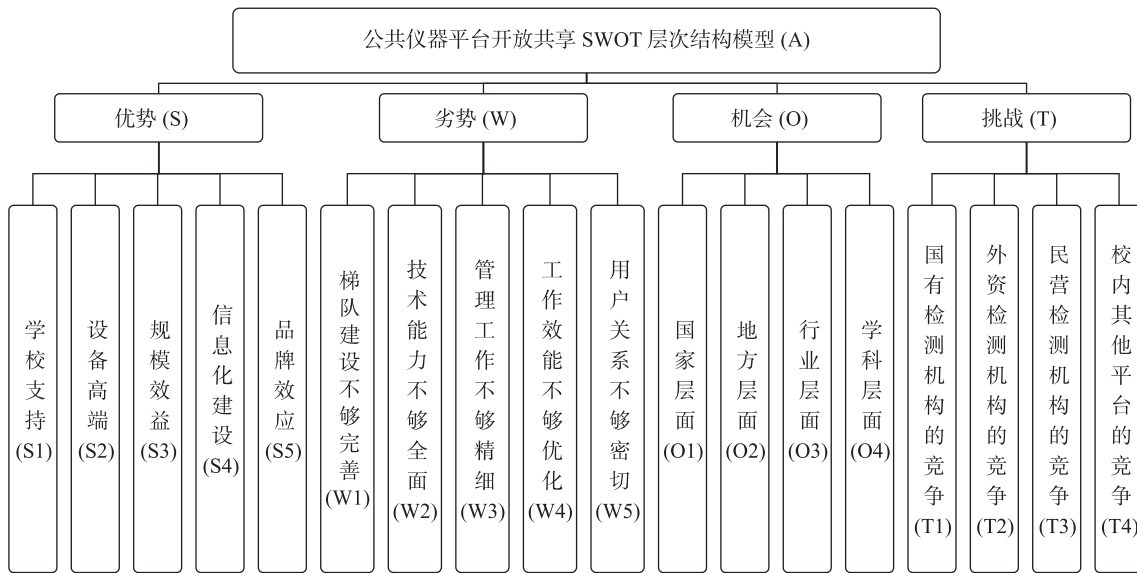 公共仪器平台开放共享 SWOT 层次结构模型 (A)
优势 (S)
劣势 (W)
机会 (O)
挑战 (T)
学校支持(S1)
设备高端(S2)
规模效益(S3)
信息化建设(S4)
品牌效应(S5)
梯队建设不够完善(W1)
技术能力不够全面(W2)
管理工作不够精细(W3)
工作效能不够优化(W4)
用户关系不够密切(W5)
国家层面(O1)
地方层面(O2)
行业层面(O3)
学科层面(O4)
国有检测机构的竞争(T1)
外资检测机构的竞争(T2)
民营检测机构的竞争(T3)
校内其他平台的竞争(T4)